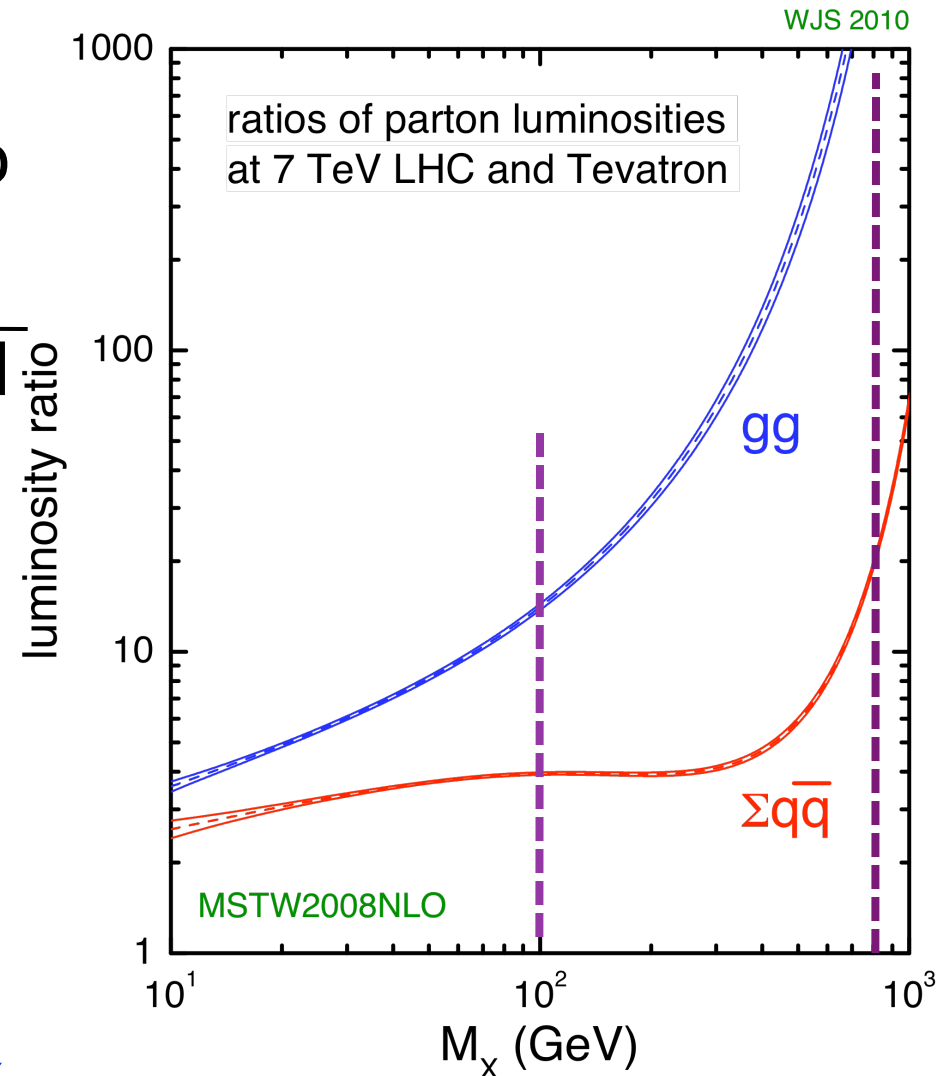 WJS 2010
1000
ratios of parton luminosities
at 7 TeV LHC and Tevatron
100
luminosity ratio
gg
10
Σqq̅
MSTW2008NLO
1
10¹
10²
10³
Mₓ (GeV)